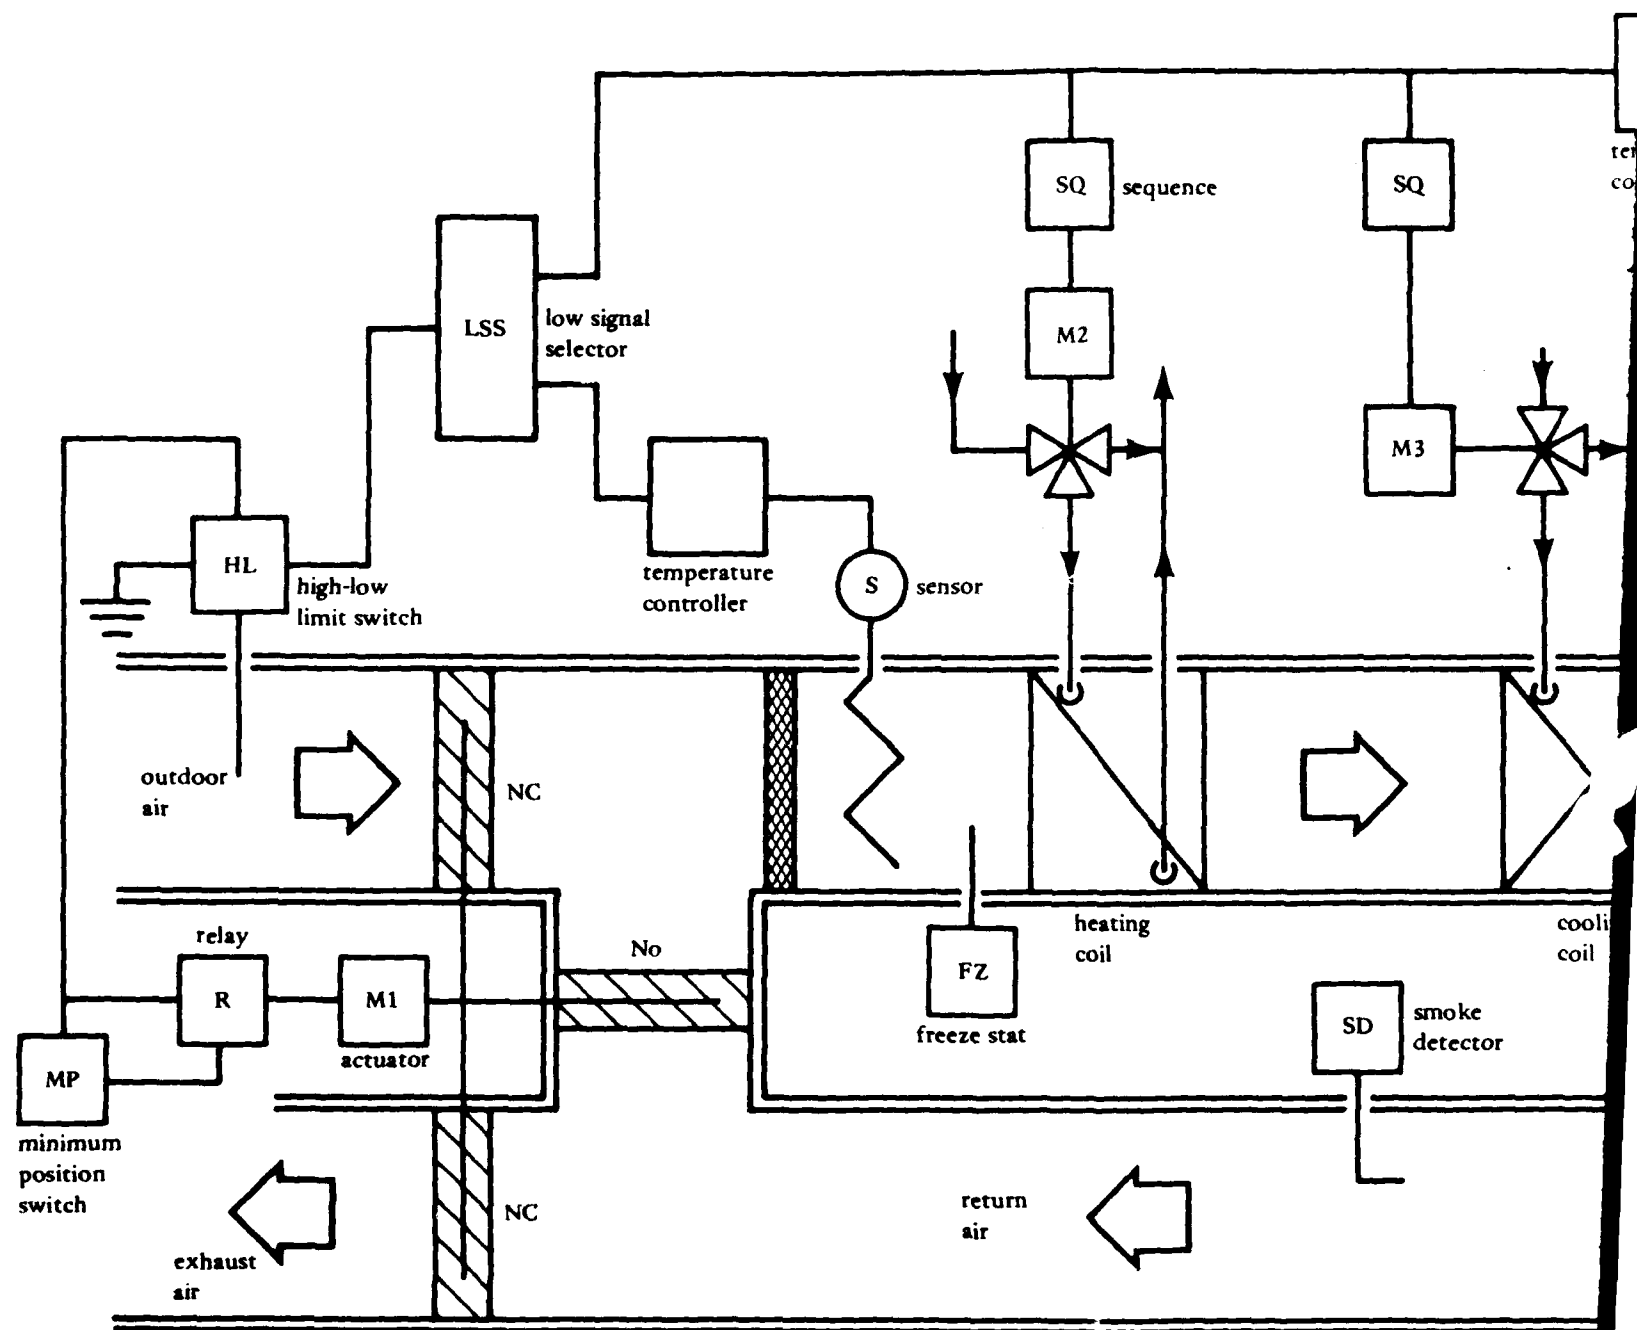 SQ
sequence
SQ
LSS
low signal
selector
M2
M3
HL
high-low
limit switch
temperature
controller
S
sensor
outdoor
air
NC
relay
R
M1
actuator
No
FZ
freeze stat
heating
coil
coil
SD
smoke
detector
MP
minimum
position
switch
NC
return
air
exhaust
air